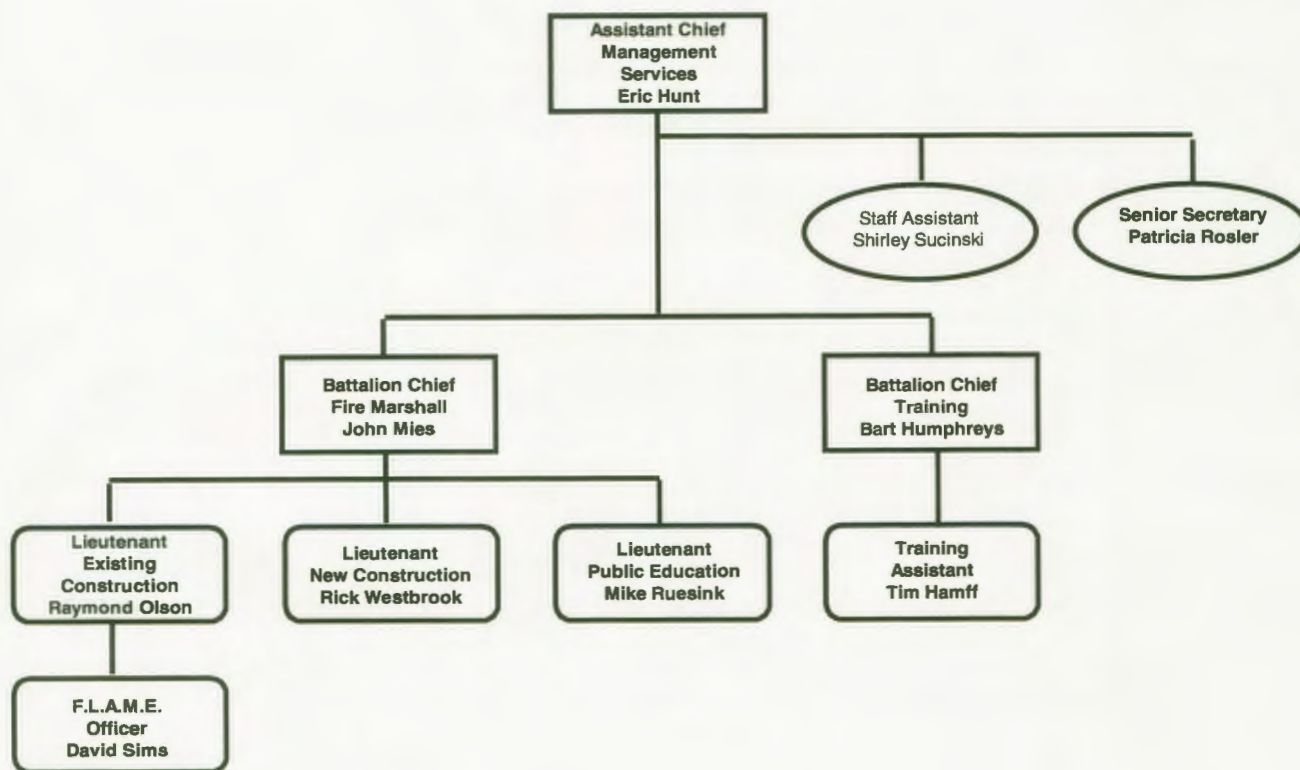 Assistant Chief
Management
Services
Eric Hunt
Staff Assistant
Shirley Sucinski
Senior Secretary
Patricia Rosler
Battalion Chief
Fire Marshall
John Mies
Battalion Chief
Training
Bart Humphreys
Lieutenant
Existing
Construction
Raymond Olson
Lieutenant
New Construction
Rick Westbrook
Lieutenant
Public Education
Mike Ruesink
Training
Assistant
Tim Hamff
F.L.A.M.E.
Officer
David Sims